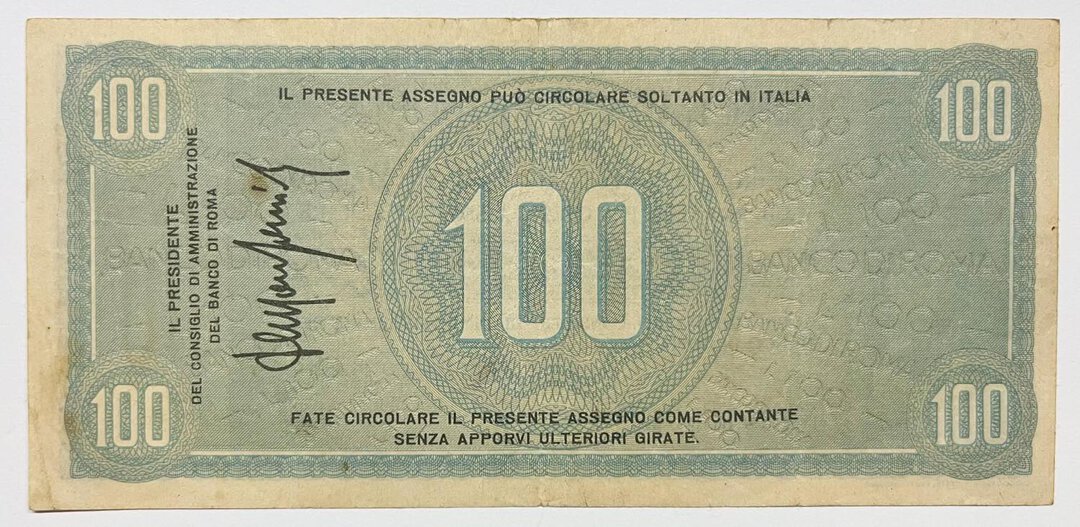 100
IL PRESENTE ASSEGNO PUÒ CIRCOLARE SOLTANTO IN ITALIA
100
IL PRESIDENTE
DEL CONSIGLIO DI AMMINISTRAZIONE
DEL BANCO DI ROMA
100
100
FATE CIRCOLARE IL PRESENTE ASSEGNO COME CONTANTE
SENZA APPORVI ULTERIORI GIRATE.
100